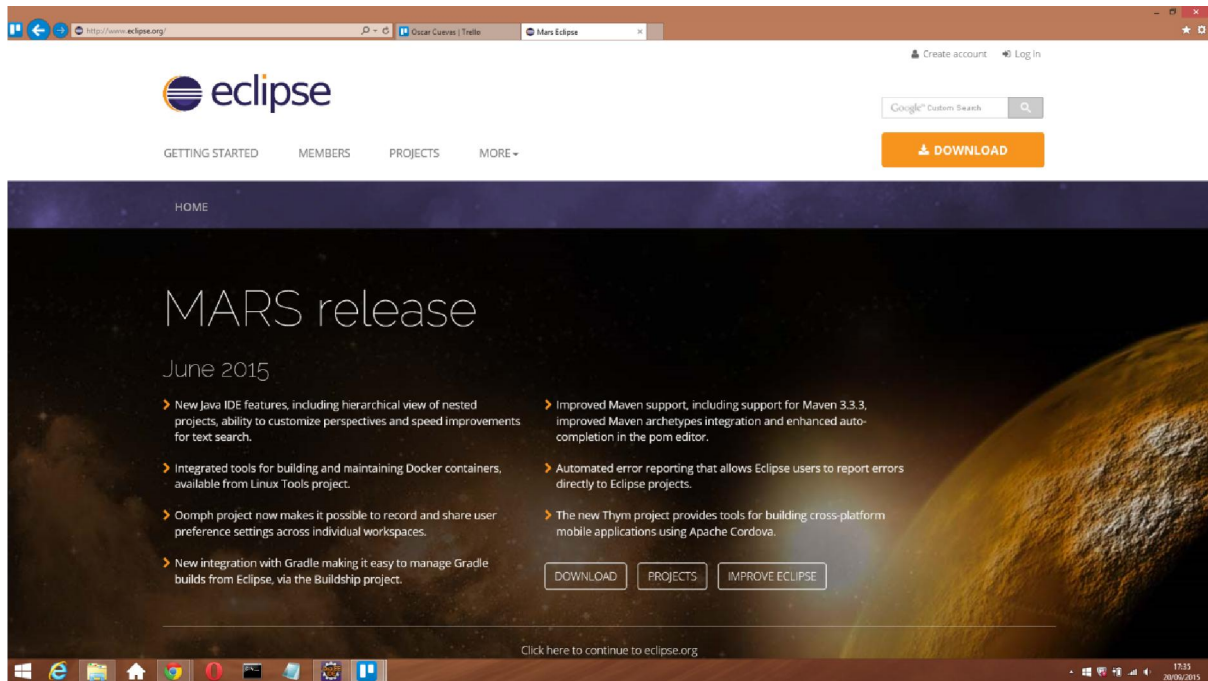 http://www.eclipse.org/
Oscar Cuevas | Trello
Mars Eclipse
Create account
Log in
eclipse
Google™ Custom Search
GETTING STARTED
MEMBERS
PROJECTS
MORE
DOWNLOAD
HOME
MARS release
June 2015
New Java IDE features, including hierarchical view of nested
projects, ability to customize perspectives and speed improvements
for text search.
Integrated tools for building and maintaining Docker containers,
available from Linux Tools project.
Oomph project now makes it possible to record and share user
preference settings across individual workspaces.
New integration with Gradle making it easy to manage Gradle
builds from Eclipse, via the Buildship project.
Improved Maven support, including support for Maven 3.3.3,
improved Maven archetypes integration and enhanced auto-
completion in the pom editor.
Automated error reporting that allows Eclipse users to report errors
directly to Eclipse projects.
The new Thym project provides tools for building cross-platform
mobile applications using Apache Cordova.
DOWNLOAD
PROJECTS
IMPROVE ECLIPSE
Click here to continue to eclipse.org
17:35
20/09/2015